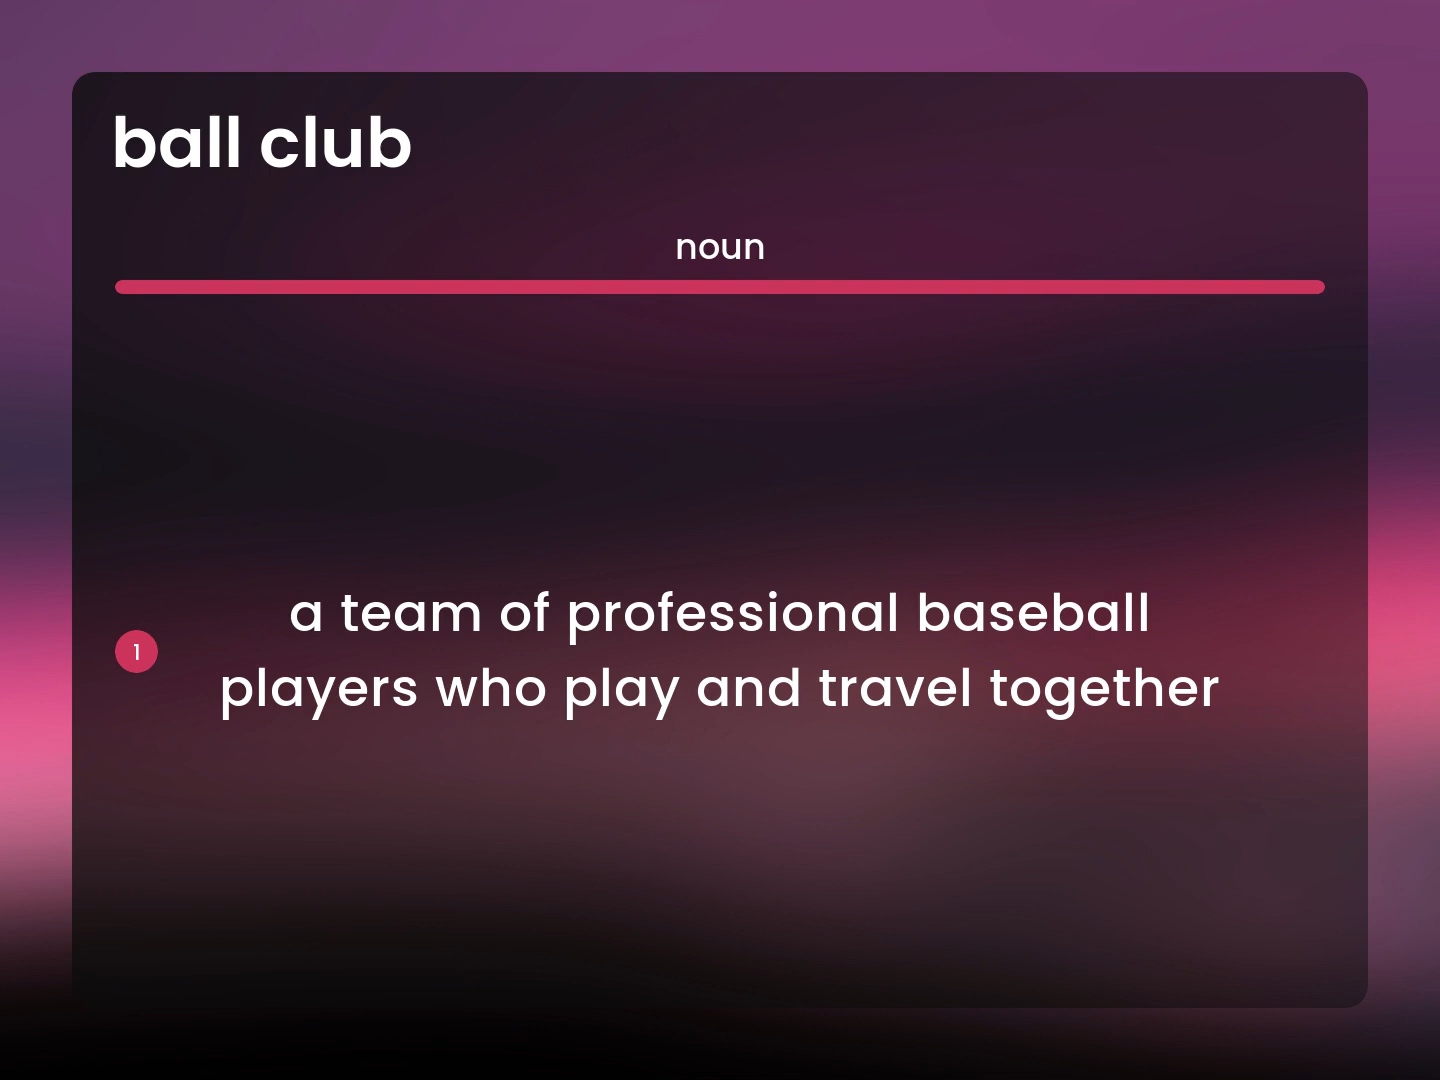 ball club
noun
1
a team of professional baseball
players who play and travel together